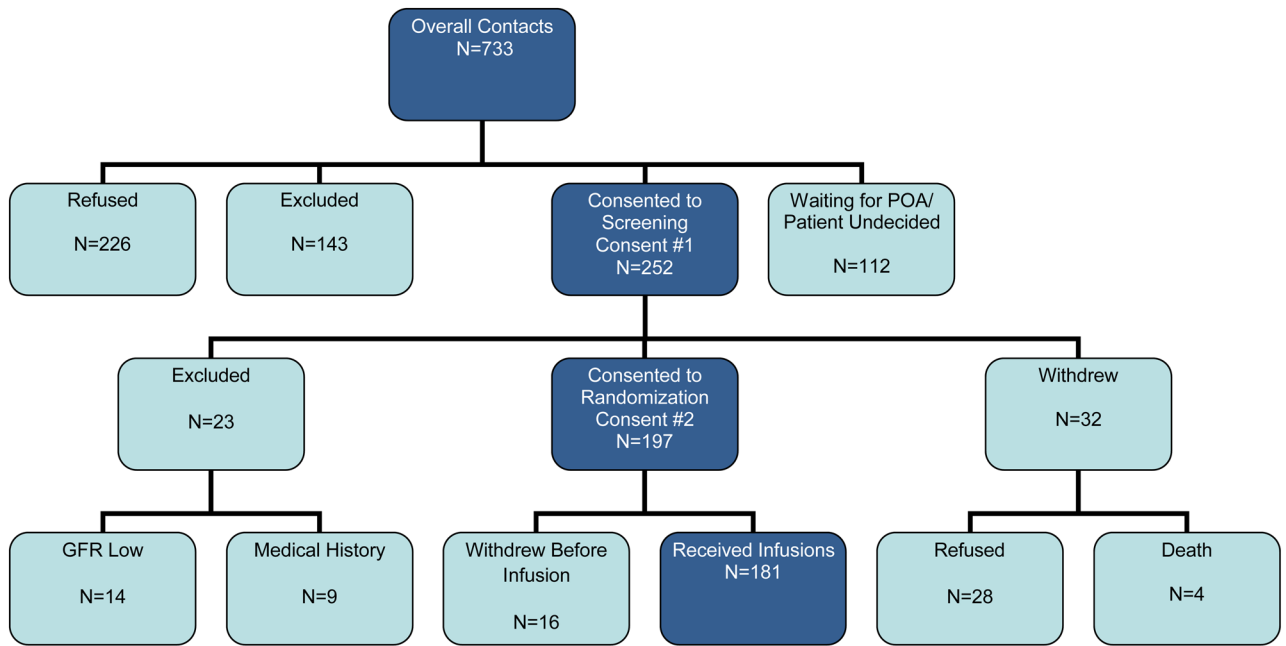 Overall Contacts
N=733
Refused
N=226
Excluded
N=143
Consented to
Screening
Consent #1
N=252
Waiting for POA/
Patient Undecided
N=112
Excluded
N=23
Consented to
Randomization
Consent #2
N=197
Withdrew
N=32
GFR Low
N=14
Medical History
N=9
Withdrew Before
Infusion
N=16
Received Infusions
N=181
Refused
N=28
Death
N=4